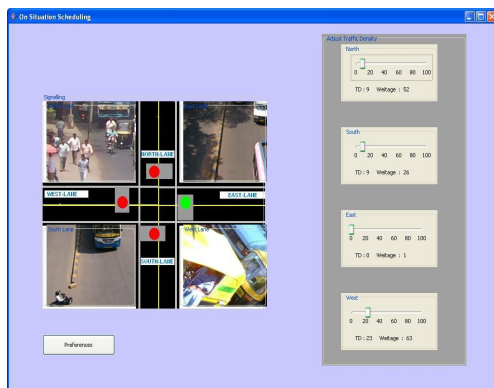 On Situation Scheduling
Adjust Traffic Density
North
0 20 40 60 80 100
TD : 9 Weitage : 52
Signalling
NORTH-LANE
WEST-LANE
EAST-LANE
South Lane
West Lane
SOUTH-LANE
South
0 20 40 60 80 100
TD : 9 Weitage : 26
East
0 20 40 60 80 100
TD : 0 Weitage : 1
West
0 20 40 60 80 100
TD : 23 Weitage : 63
Preferences